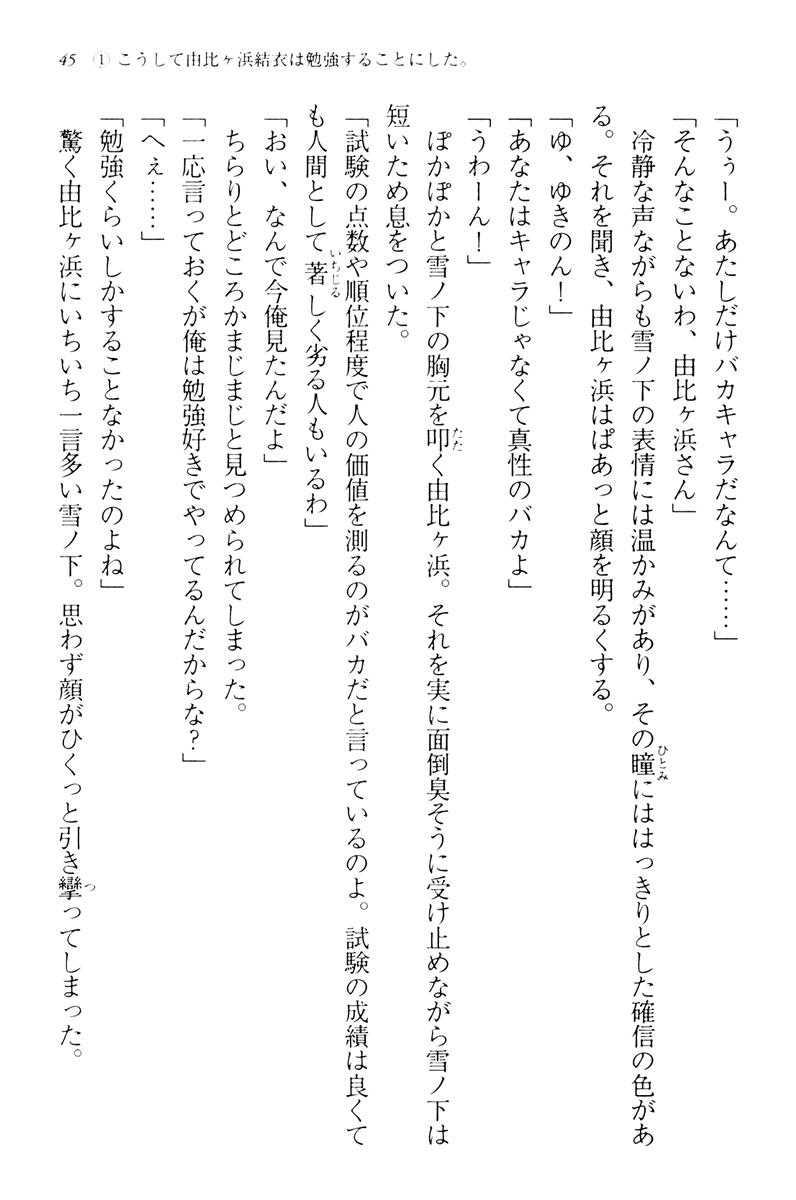 45 ① こうして由比ヶ浜結衣は勉強することにした。
「うぅー。あたしだけバカキャラだなんて……」
「そんなことないわ、由比ヶ浜さん」
冷静な声ながらも雪ノ下の表情には温かみがあり、その瞳にははっきりとした確信の色があ
る。それを聞き、由比ヶ浜はぱあっと顔を明るくする。
「ゆ、ゆきのん！」
「あなたはキャラじゃなくて真性のバカよ」
「うわーん！」
ぽかぽかと雪ノ下の胸元を叩く由比ヶ浜。それを実に面倒臭そうに受け止めながら雪ノ下は
短いため息をついた。
「試験の点数や順位程度で人の価値を測るのがバカだと言っているのよ。試験の成績は良くて
も人間として著しく劣る人もいるわ」
「おい、なんで今俺見たんだよ」
ちらりとどころかまじまじと見つめられてしまった。
「一応言っておくが俺は勉強好きでやってるんだからな？」
「へぇ……」
「勉強くらいしかすることなかったのよね」
驚く由比ヶ浜にいちいち一言多い雪ノ下。思わず顔がひくっと引き攣ってしまった。